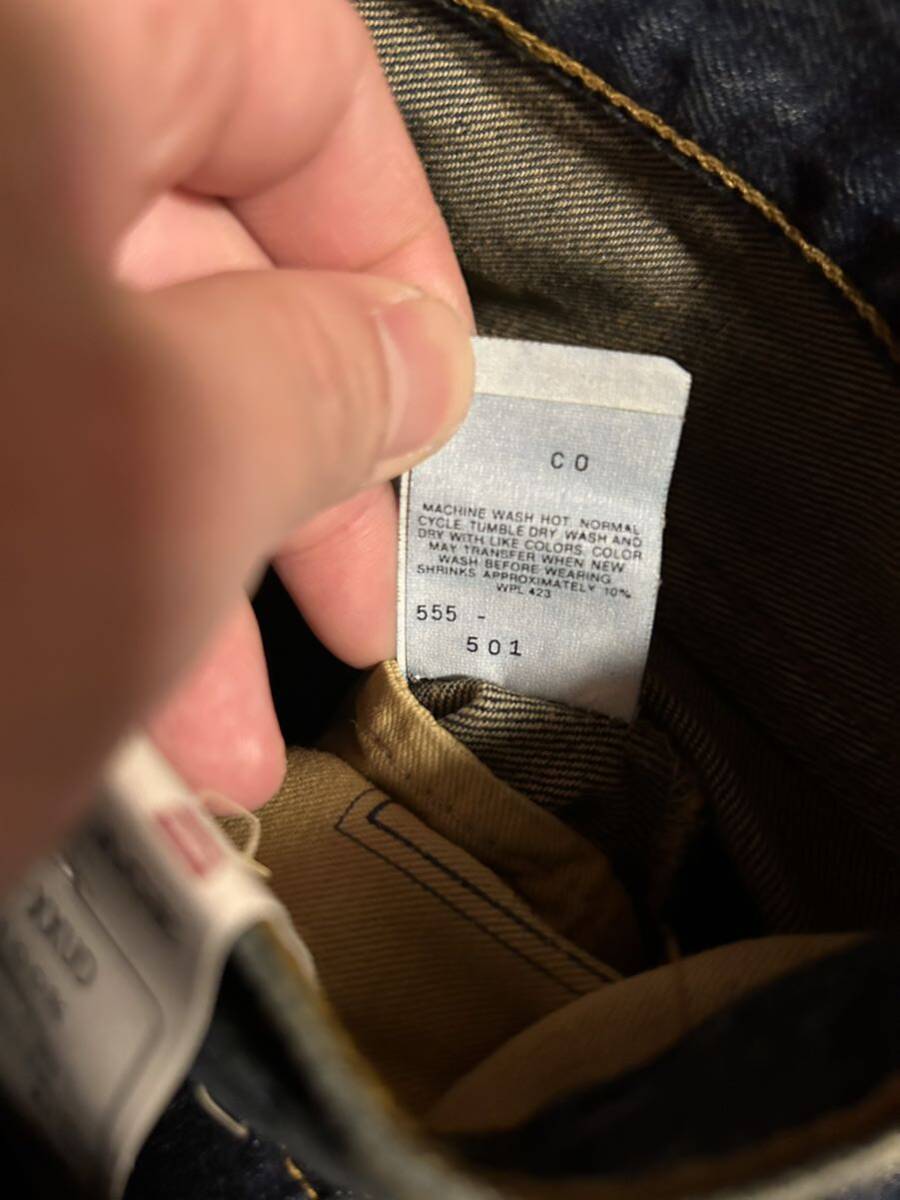 CO
MACHINE WASH HOT NORMAL
CYCLE. TUMBLE DRY. WASH AND
DRY WITH LIKE COLORS. COLOR
MAY TRANSFER WHEN NEW
WASH BEFORE WEARING.
SHRINKS APPROXIMATELY 10%
WPL 423
555 -
501